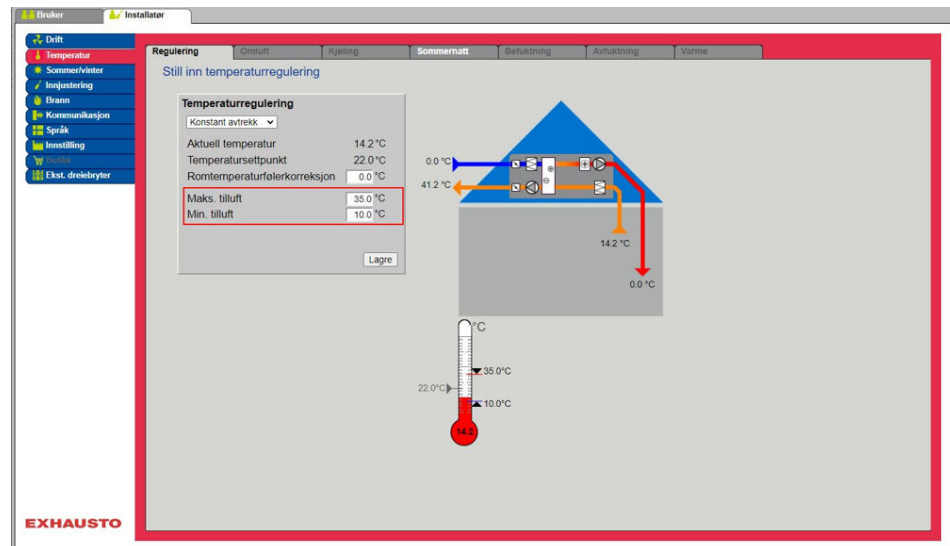 Bruker
Installatør
Drift
Temperatur
Sommer/vinter
Innjustering
Brann
Kommunikasjon
Språk
Innstilling
Butikk
Ekst. dreiebryter
EXHAUSTO
Regulering
Omluft
Kjøling
Sommernatt
Befuktning
Avfuktning
Varme
Still inn temperaturregulering
Temperaturregulering
Konstant avtrekk
Aktuell temperatur 14.2 °C
Temperatursettpunkt 22.0 °C
Romtemperaturfølerkorreksjon 0.0 °C
Maks. tilluft 35.0 °C
Min. tilluft 10.0 °C
Lagre
0.0 °C
41.2 °C
14.2 °C
0.0 °C
°C
35.0°C
22.0°C
10.0°C
14.2